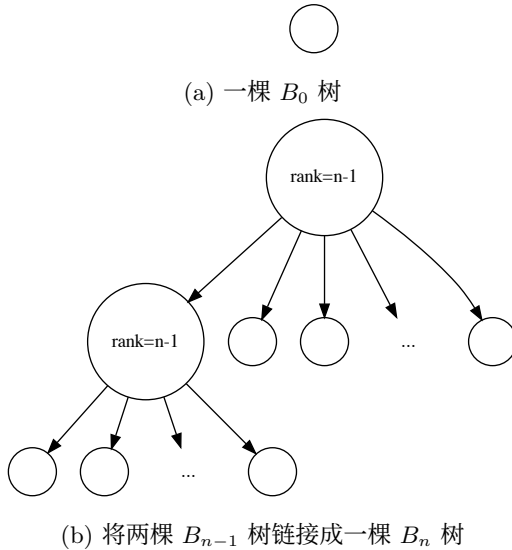 (a) 一棵 B₀ 树
rank=n-1
rank=n-1
...
...
(b) 将两棵 Bₙ₋₁ 树链接成一棵 Bₙ 树